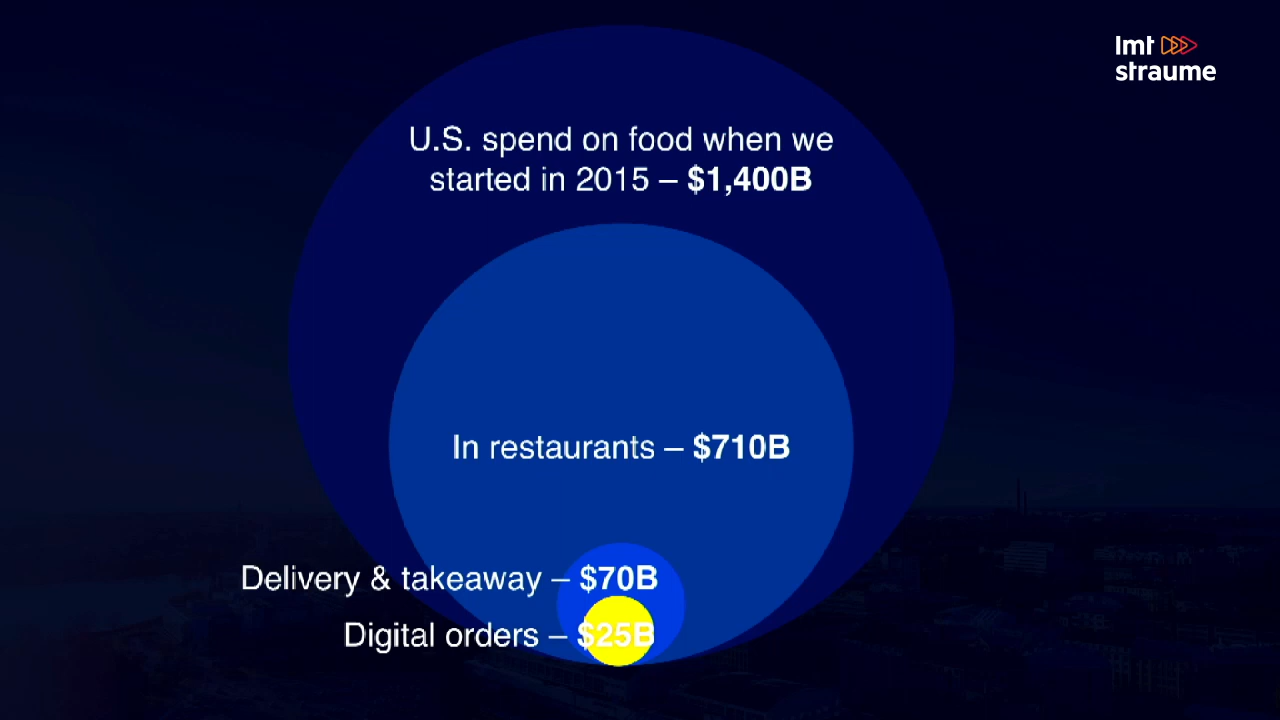 lmt
straume
U.S. spend on food when we
started in 2015 – $1,400B
In restaurants – $710B
Delivery & takeaway – $70B
Digital orders – $25B